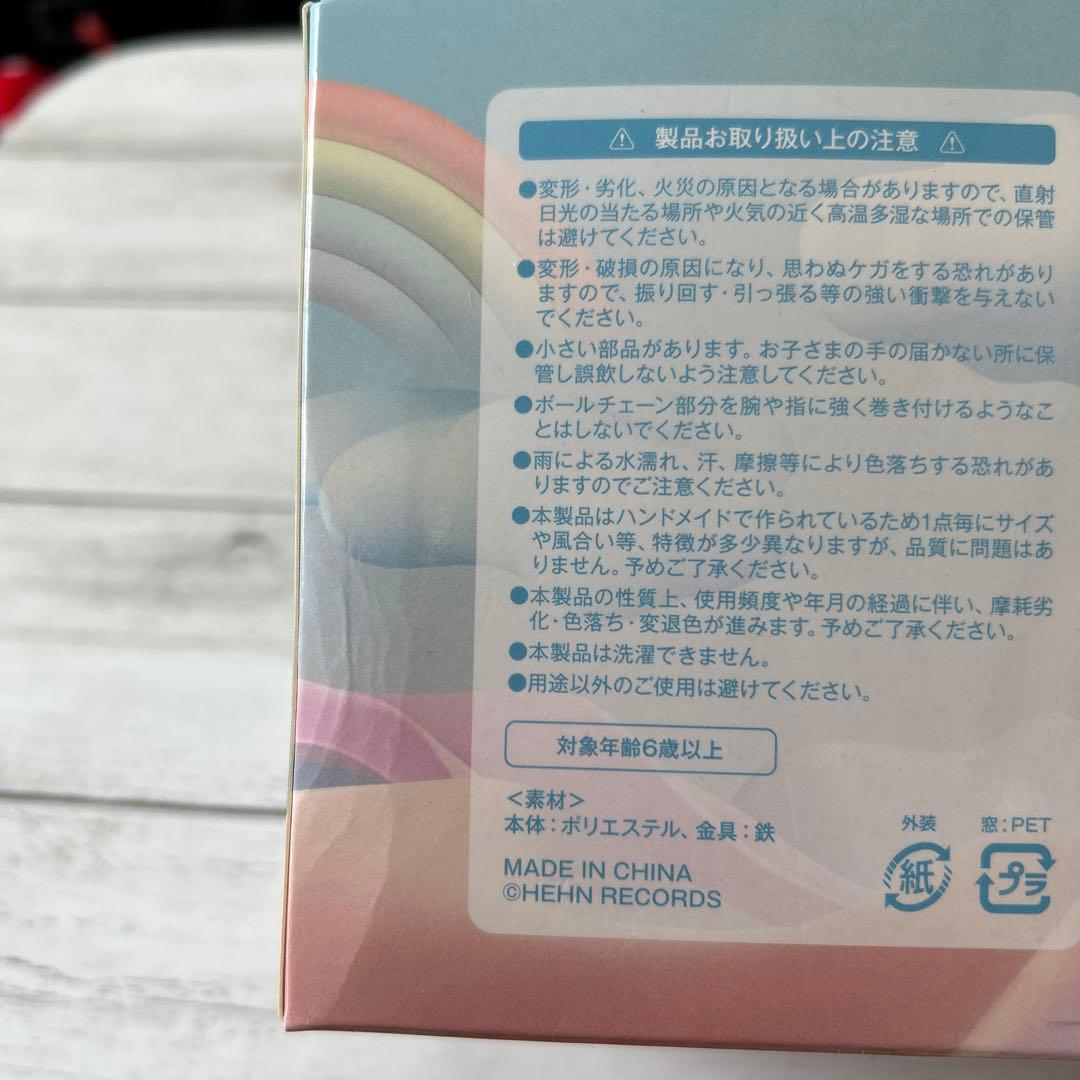 ⚠ 製品お取り扱い上の注意 ⚠
●変形・劣化、火災の原因となる場合がありますので、直射
日光の当たる場所や火気の近く高温多湿な場所での保管
は避けてください。
●変形・破損の原因になり、思わぬケガをする恐れがあり
ますので、振り回す・引っ張る等の強い衝撃を与えない
でください。
●小さい部品があります。お子さまの手の届かない所に保
管し誤飲しないよう注意してください。
●ボールチェーン部分を腕や指に強く巻き付けるようなこ
とはしないでください。
●雨による水濡れ、汗、摩擦等により色落ちする恐れがあ
りますのでご注意ください。
●本製品はハンドメイドで作られているため1点毎にサイズ
や風合い等、特徴が多少異なりますが、品質に問題はあ
りません。予めご了承ください。
●本製品の性質上、使用頻度や年月の経過に伴い、摩耗劣
化・色落ち・変退色が進みます。予めご了承ください。
●本製品は洗濯できません。
●用途以外のご使用は避けてください。
対象年齢6歳以上
＜素材＞
本体：ポリエステル、金具：鉄
MADE IN CHINA
©HEHN RECORDS
外装
紙
窓：PET
プラ